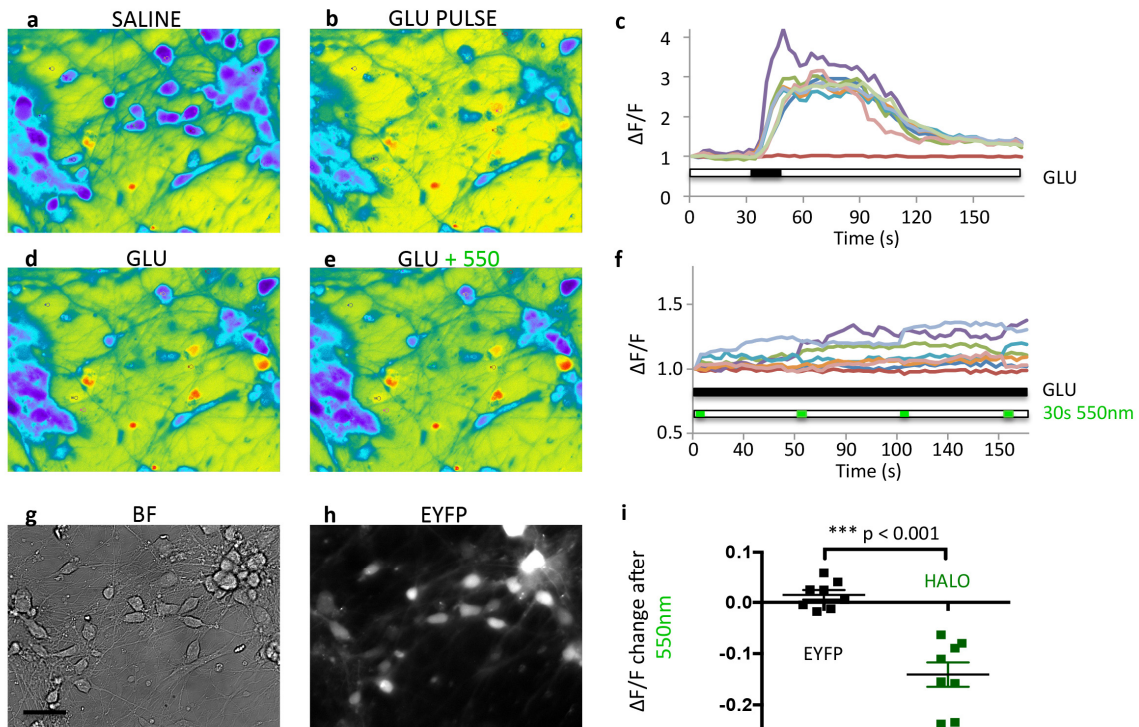 a SALINE
b GLU PULSE
c
4
3
2
1
0
ΔF/F
GLU
0 30 60 90 120 150
Time (s)
d GLU
e GLU + 550
f
1.5
1.0
0.5
ΔF/F
GLU
30s 550nm
0 40 50 90 100 150
Time (s)
g BF
h EYFP
i
*** p < 0.001
ΔF/F change after
550nm
0.1
0.0
-0.1
-0.2
HALO
EYFP